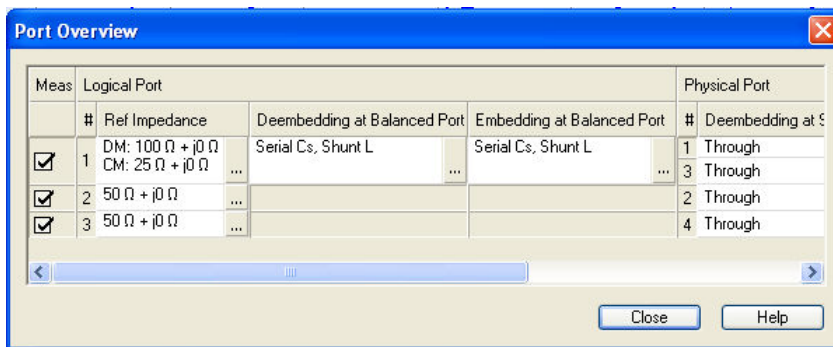 Port Overview
Meas Logical Port Physical Port
# Ref Impedance Deembedding at Balanced Port Embedding at Balanced Port # Deembedding at S
1 DM: 100 Ω + j0 Ω Serial Cs, Shunt L Serial Cs, Shunt L 1 Through
CM: 25 Ω + j0 Ω ... ... ... 3 Through
2 50 Ω + j0 Ω ... 2 Through
3 50 Ω + j0 Ω ... 4 Through
Close Help